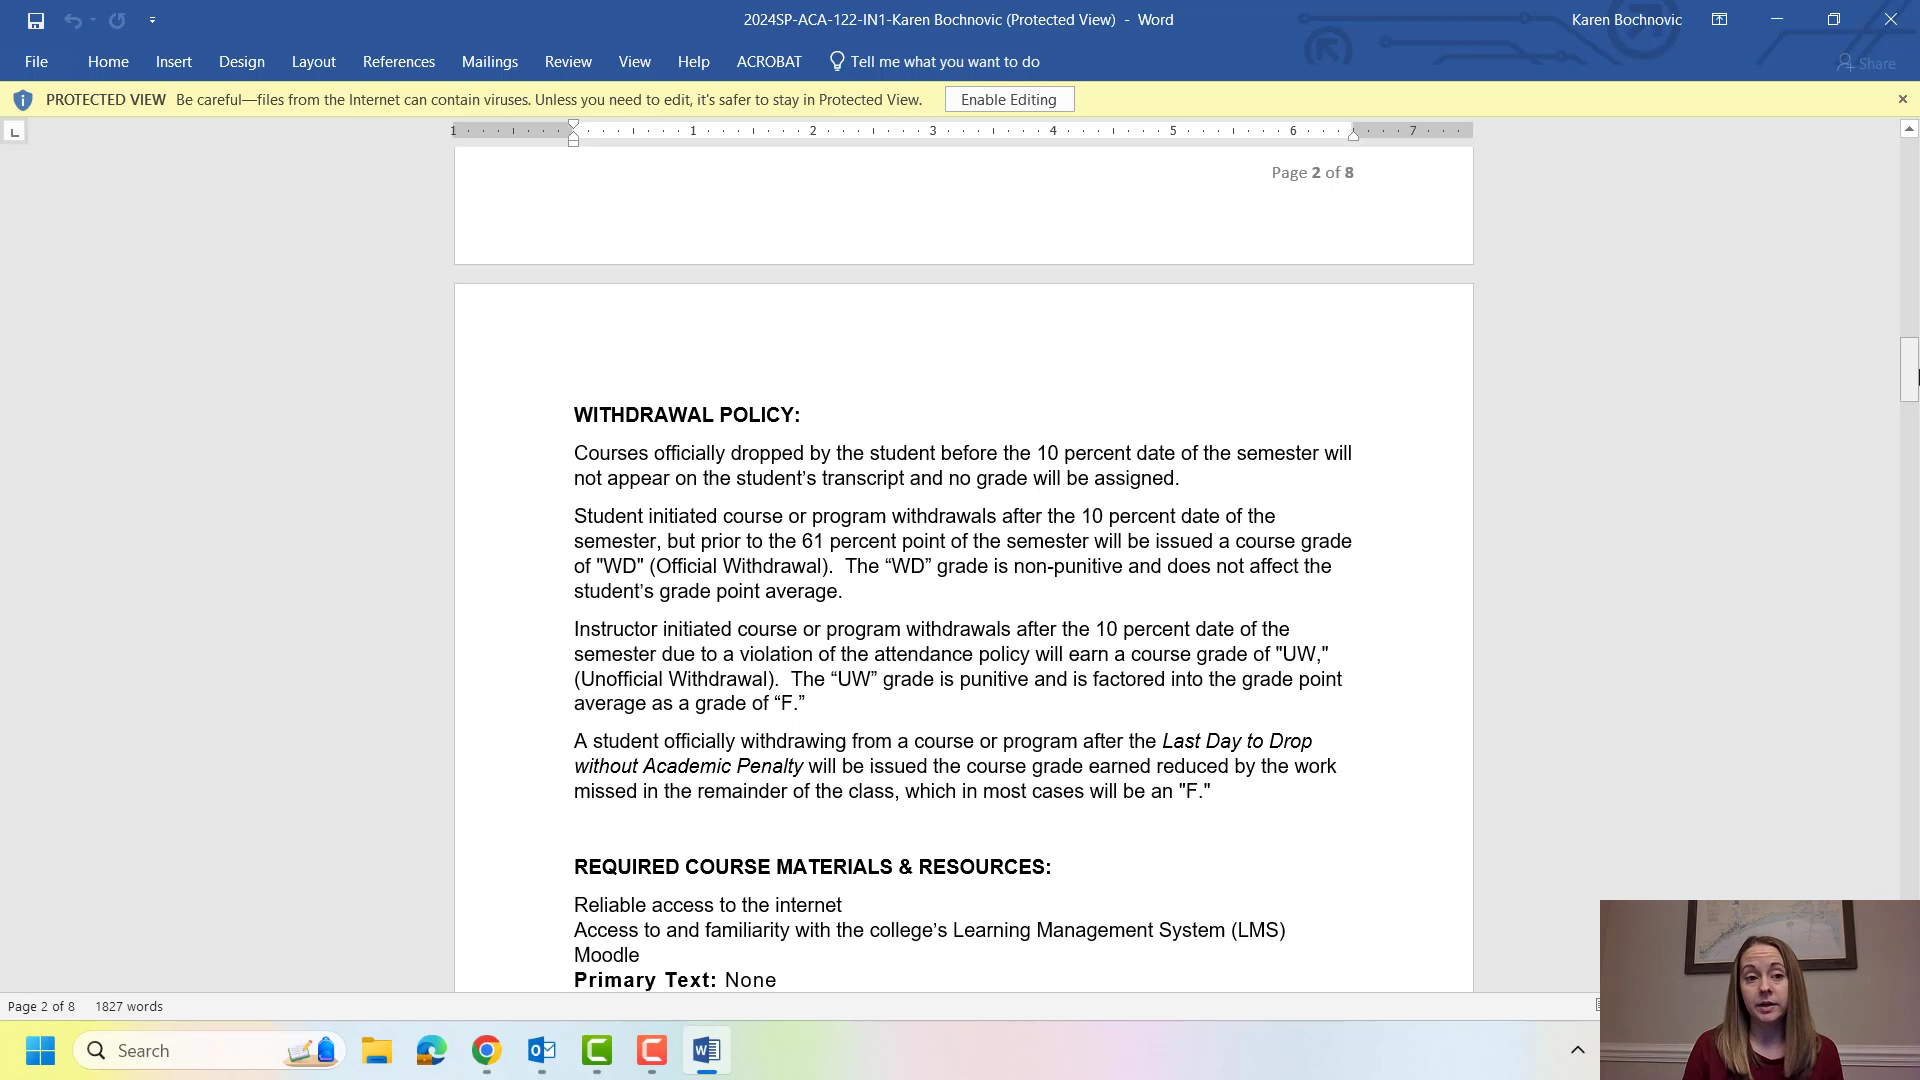 2024SP-ACA-122-IN1-Karen Bochnovic (Protected View) - Word
Karen Bochnovic
File Home Insert Design Layout References Mailings Review View Help ACROBAT Tell me what you want to do Share
PROTECTED VIEW Be careful—files from the Internet can contain viruses. Unless you need to edit, it's safer to stay in Protected View. Enable Editing
1 1 2 3 4 5 6 7
Page 2 of 8
WITHDRAWAL POLICY:
Courses officially dropped by the student before the 10 percent date of the semester will
not appear on the student’s transcript and no grade will be assigned.
Student initiated course or program withdrawals after the 10 percent date of the
semester, but prior to the 61 percent point of the semester will be issued a course grade
of "WD" (Official Withdrawal).  The “WD” grade is non-punitive and does not affect the
student’s grade point average.
Instructor initiated course or program withdrawals after the 10 percent date of the
semester due to a violation of the attendance policy will earn a course grade of "UW,"
(Unofficial Withdrawal).  The “UW” grade is punitive and is factored into the grade point
average as a grade of “F.”
A student officially withdrawing from a course or program after the Last Day to Drop
without Academic Penalty will be issued the course grade earned reduced by the work
missed in the remainder of the class, which in most cases will be an "F."
REQUIRED COURSE MATERIALS & RESOURCES:
Reliable access to the internet
Access to and familiarity with the college’s Learning Management System (LMS)
Moodle
Primary Text: None
Page 2 of 8 1827 words
Search